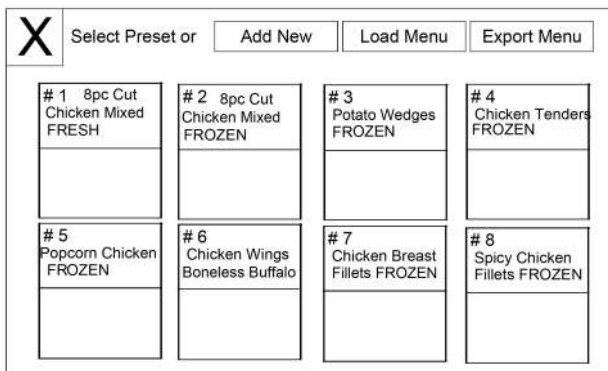 X Select Preset or Add New Load Menu Export Menu
# 1 8pc Cut
Chicken Mixed
FRESH
# 2 8pc Cut
Chicken Mixed
FROZEN
# 3
Potato Wedges
FROZEN
# 4
Chicken Tenders
FROZEN
# 5
Popcorn Chicken
FROZEN
# 6
Chicken Wings
Boneless Buffalo
# 7
Chicken Breast
Fillets FROZEN
# 8
Spicy Chicken
Fillets FROZEN